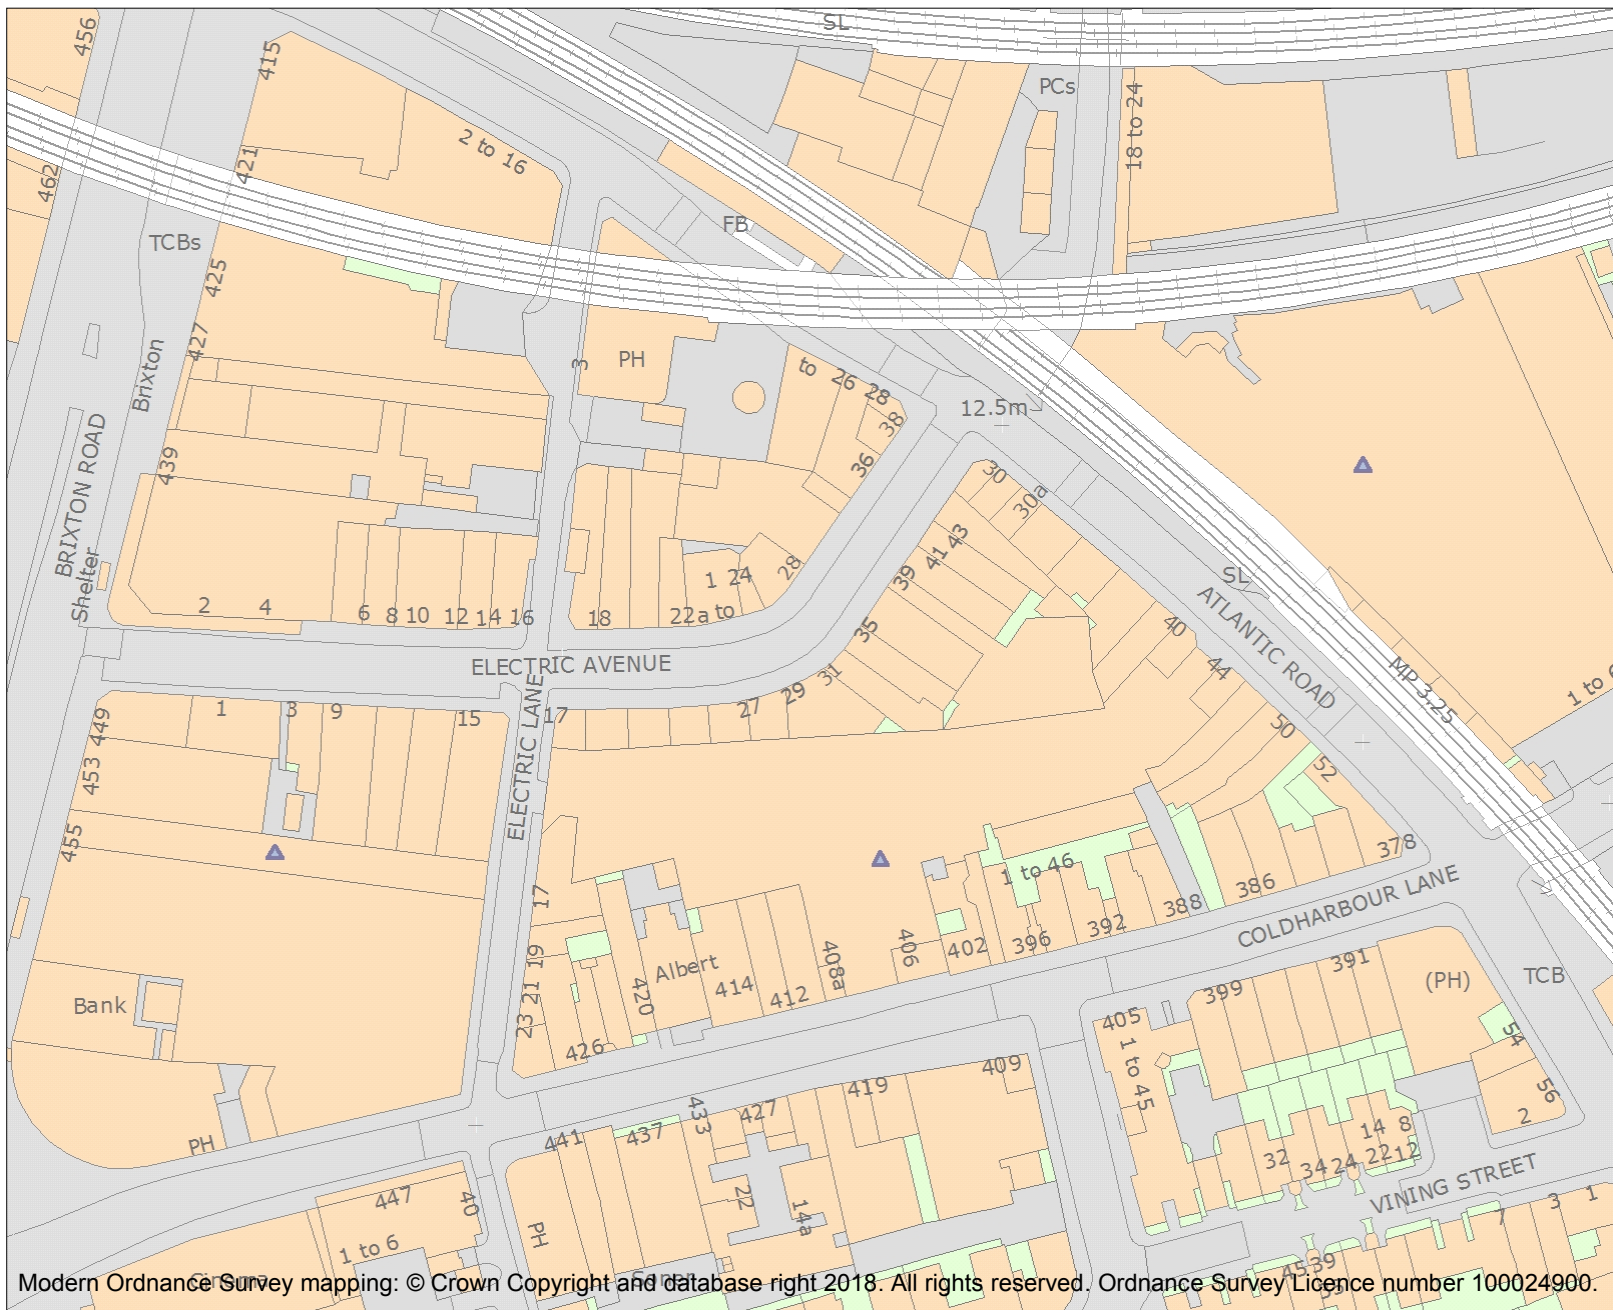 456
415
SL
PCs
18 to 24
2 to 16
421
462
FB
TCBs
425
427
Brixton
3
PH
to
26
28
38
36
12.5m
BRIXTON ROAD
439
30
30a
Shelter
2
4
6
8
10
12
14
16
18
22a to
1
24
28
43
41
39
35
SL
ATLANTIC ROAD
40
44
MP 3.25
ELECTRIC AVENUE
ELECTRIC LANE
449
1
3
9
15
17
27
29
31
50
52
453
455
378
1 to 46
386
388
392
396
402
406
408a
412
414
Albert
420
17
19
21
23
426
COLDHARBOUR LANE
Bank
391
399
(PH)
TCB
405
1 to 45
54
56
2
409
419
427
433
437
441
PH
447
40
PH
22
14a
1 to 6
14
8
32
34
24
22
12
VINING STREET
7
3
1
45
39
Cinema
Modern Ordnance Survey mapping: © Crown Copyright and database right 2018. All rights reserved. Ordnance Survey Licence number 100024900.